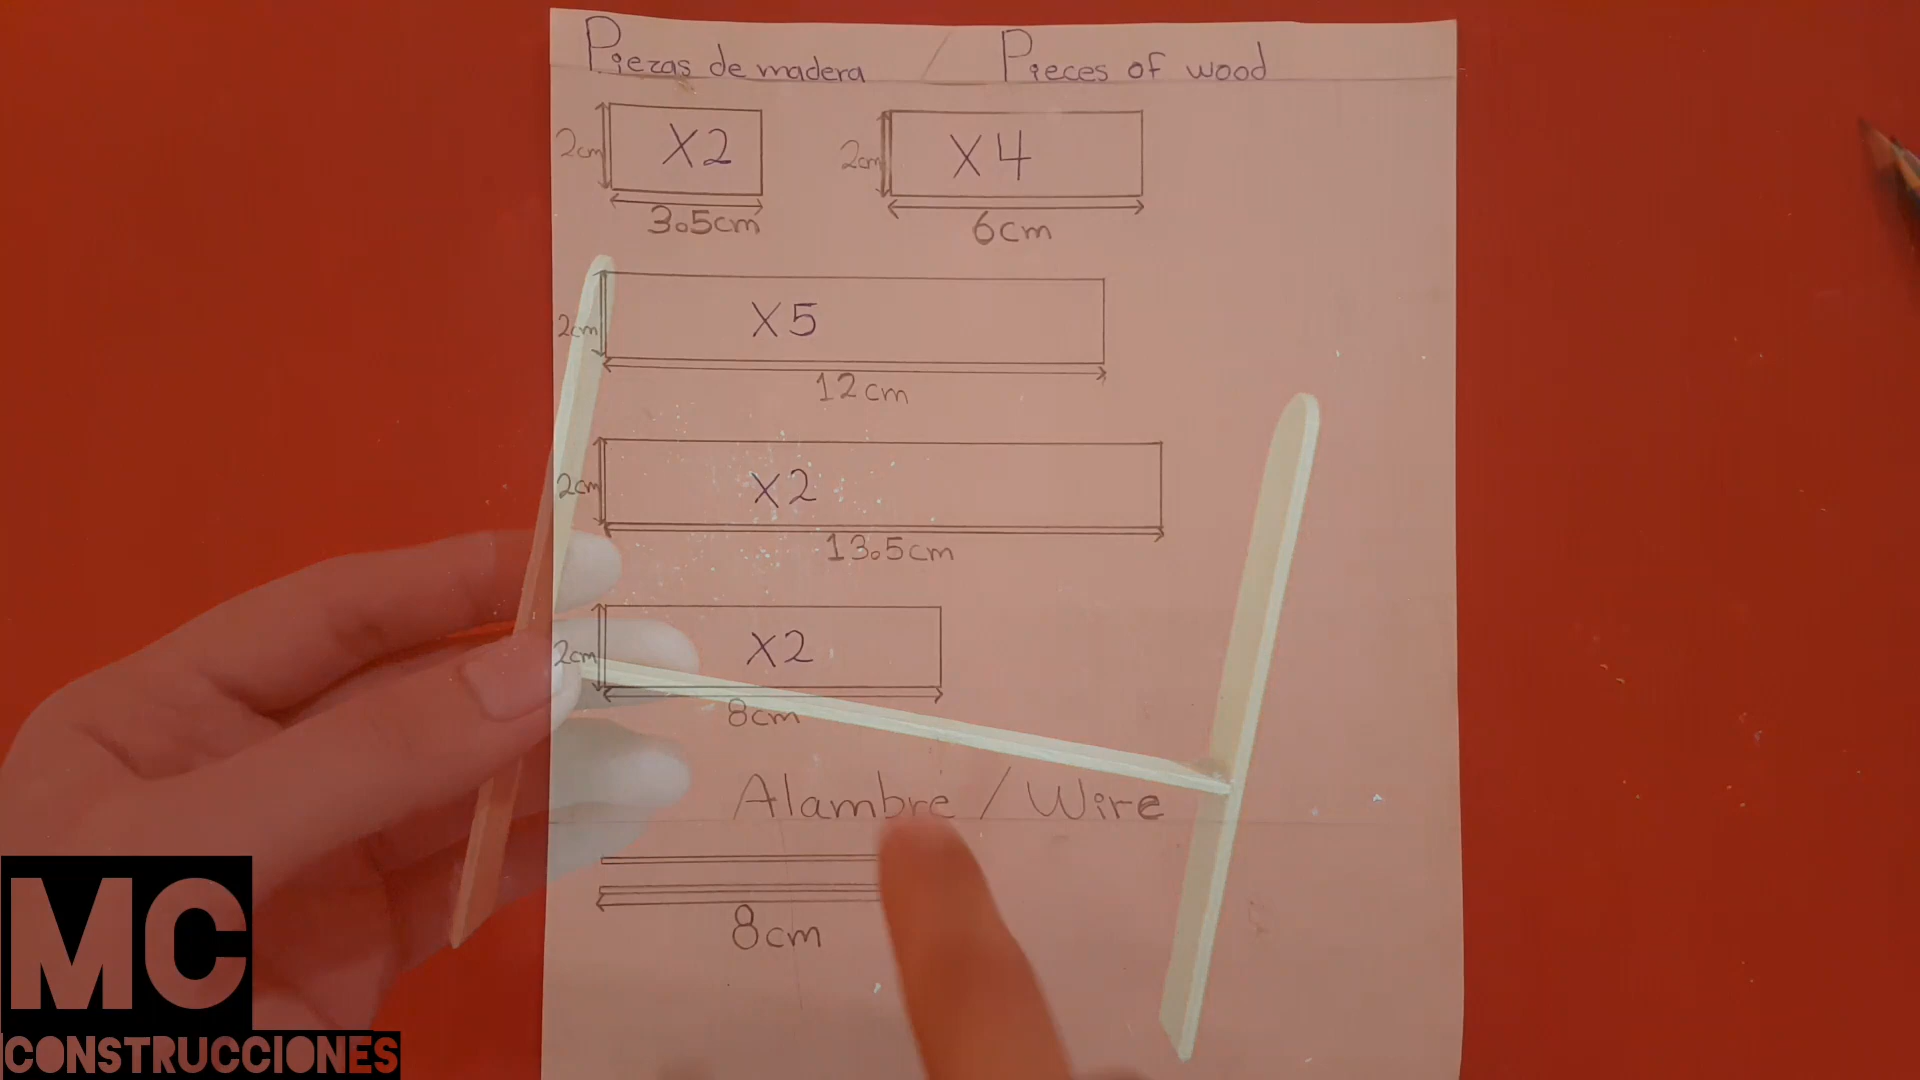 Piezas de madera / Pieces of wood
2cm X2 3.5cm
2cm X4 6cm
2cm X5
12cm
2cm X2
13.5cm
2cm X2
8cm
Alambre / Wire
8cm
MC
CONSTRUCCIONES